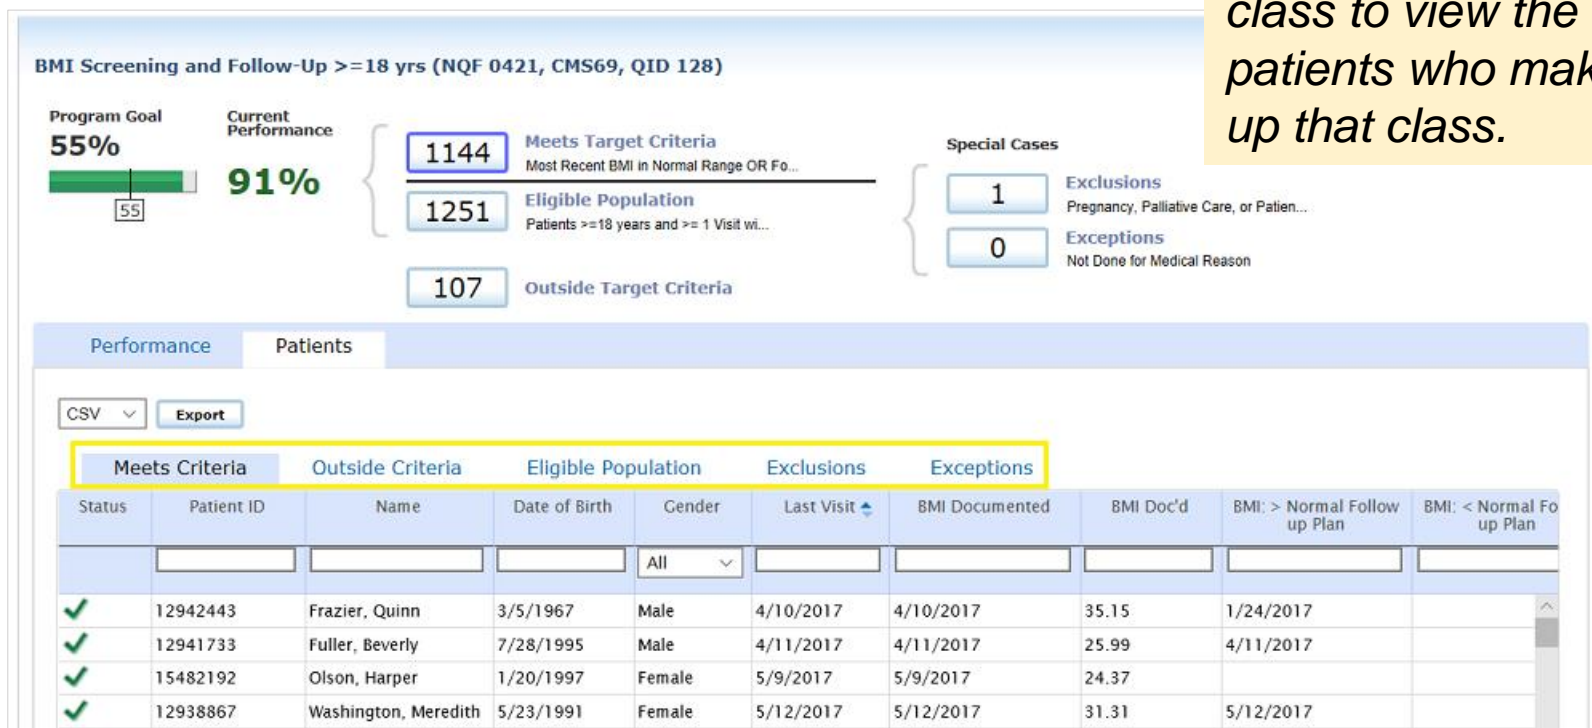 class to view the
patients who mak
up that class.
BMI Screening and Follow-Up >=18 yrs (NQF 0421, CMS69, QID 128)
Program Goal
55%
55
Current
Performance
91%
1144 Meets Target Criteria
Most Recent BMI in Normal Range OR Fo...
1251 Eligible Population
Patients >=18 years and >= 1 Visit wi...
107 Outside Target Criteria
Special Cases
1 Exclusions
Pregnancy, Palliative Care, or Patien...
0 Exceptions
Not Done for Medical Reason
Performance Patients
CSV Export
Meets Criteria Outside Criteria Eligible Population Exclusions Exceptions
Status Patient ID Name Date of Birth Gender Last Visit BMI Documented BMI Doc'd BMI: > Normal Follow up Plan BMI: < Normal Fo up Plan
All
12942443 Frazier, Quinn 3/5/1967 Male 4/10/2017 4/10/2017 35.15 1/24/2017
12941733 Fuller, Beverly 7/28/1995 Male 4/11/2017 4/11/2017 25.99 4/11/2017
15482192 Olson, Harper 1/20/1997 Female 5/9/2017 5/9/2017 24.37
12938867 Washington, Meredith 5/23/1991 Female 5/12/2017 5/12/2017 31.31 5/12/2017